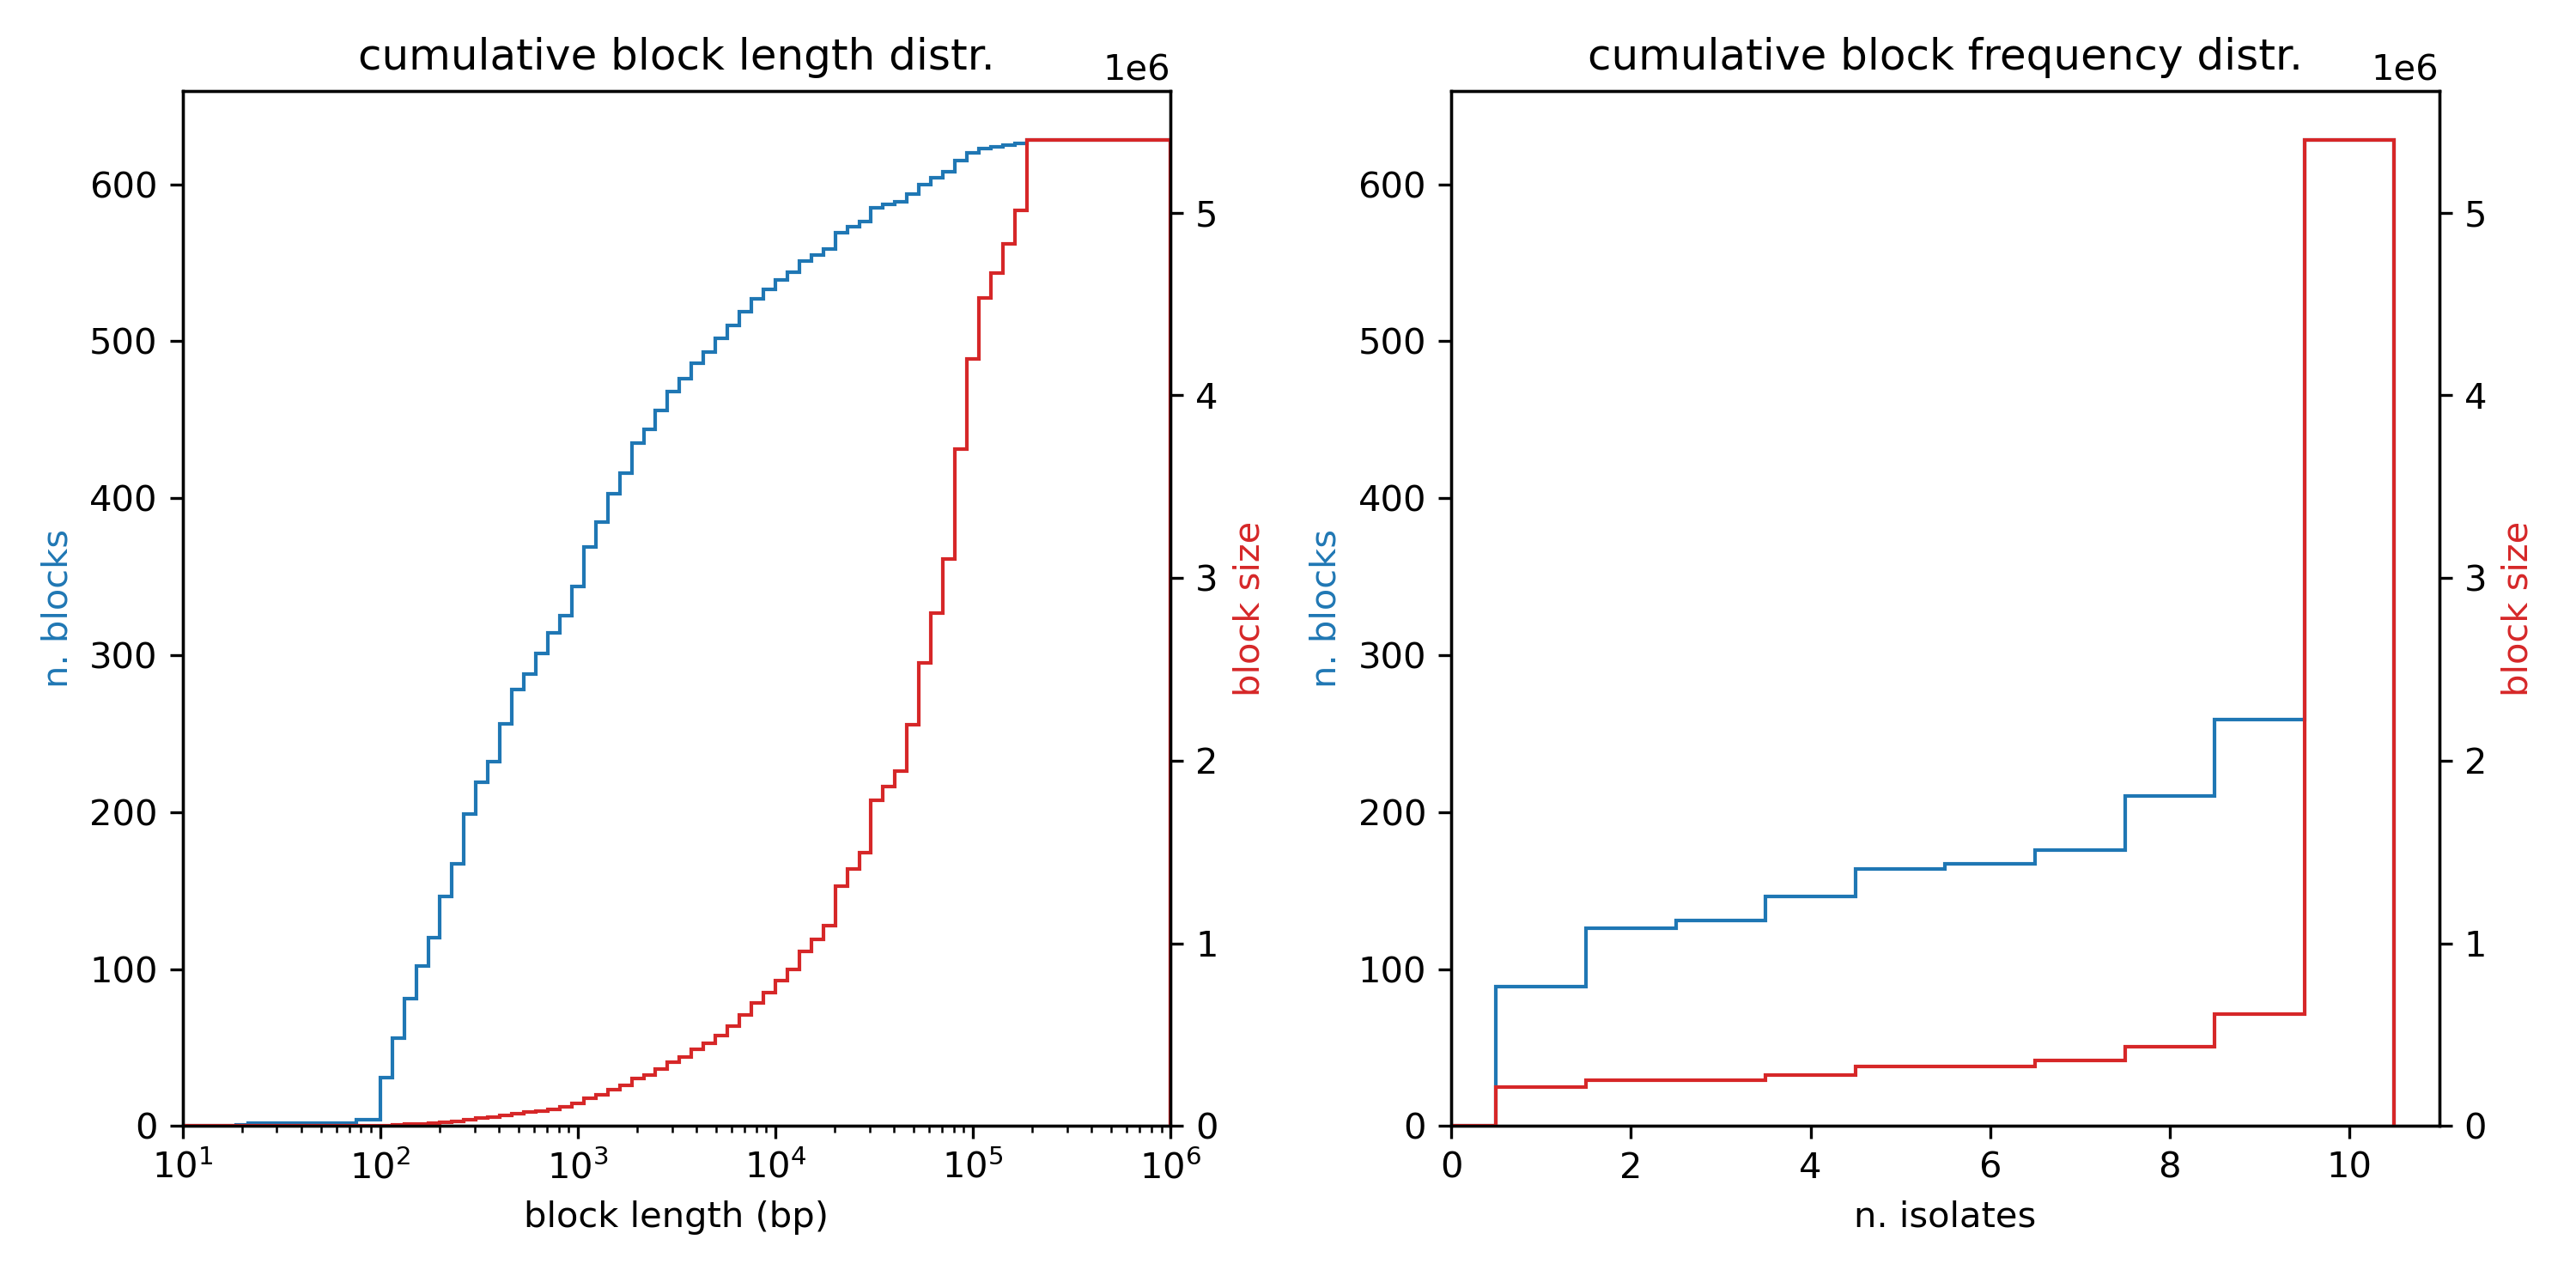 cumulative block length distr.
1e6
600
500
400
300
200
100
0
n. blocks
5
4
3
2
1
0
block size
10¹ 10² 10³ 10⁴ 10⁵ 10⁶
block length (bp)
cumulative block frequency distr.
1e6
600
500
400
300
200
100
0
n. blocks
5
4
3
2
1
0
block size
0 2 4 6 8 10
n. isolates